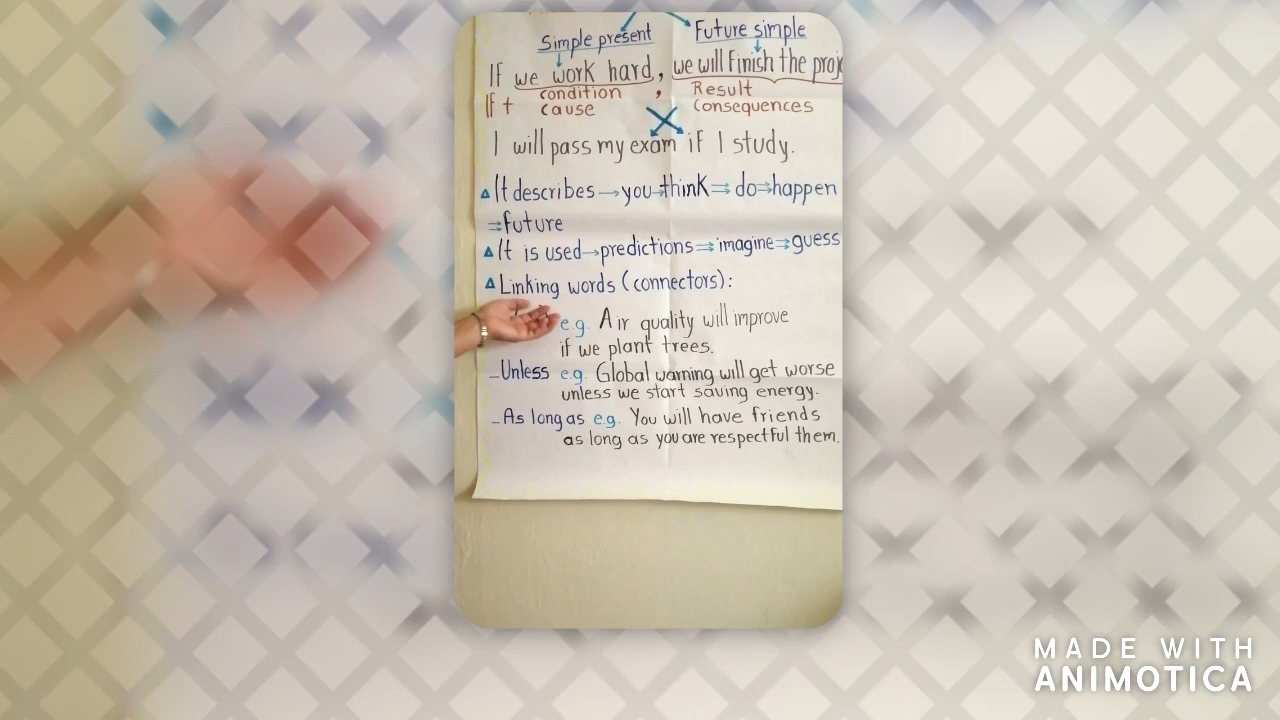 Simple present Future simple
If we work hard, we will Finish the proje
condition , Result
IF + cause Consequences
I will pass my exam if I study.
It describes → you → think ⇒ do ⇒ happen
⇒ future
It is used → predictions ⇒ imagine ⇒ guess
Linking words (connectors):
e.g. Air quality will improve
if we plant trees.
_Unless e.g. Global warning will get worse
unless we start saving energy.
_As long as e.g. You will have friends
as long as you are respectful them.
MADE WITH
ANIMOTICA